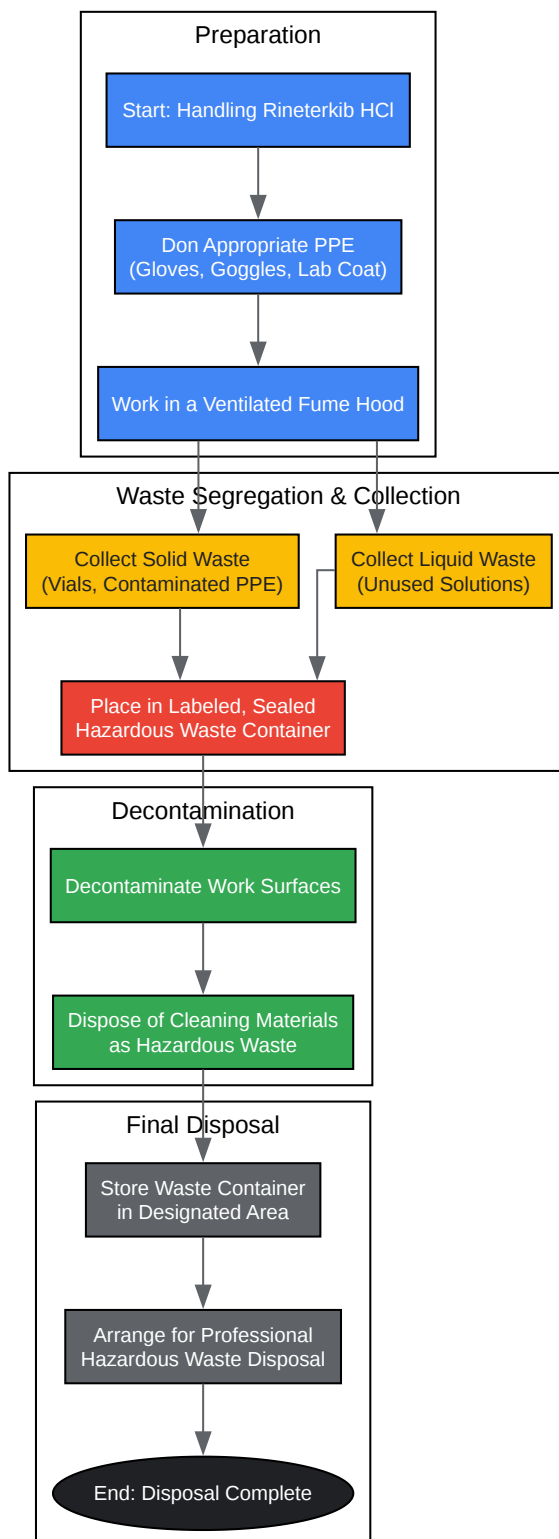 Preparation
Start: Handling Rineterkib HCl
Don Appropriate PPE
(Gloves, Goggles, Lab Coat)
Work in a Ventilated Fume Hood
Waste Segregation & Collection
Collect Solid Waste
(Vials, Contaminated PPE)
Collect Liquid Waste
(Unused Solutions)
Place in Labeled, Sealed
Hazardous Waste Container
Decontamination
Decontaminate Work Surfaces
Dispose of Cleaning Materials
as Hazardous Waste
Final Disposal
Store Waste Container
in Designated Area
Arrange for Professional
Hazardous Waste Disposal
End: Disposal Complete